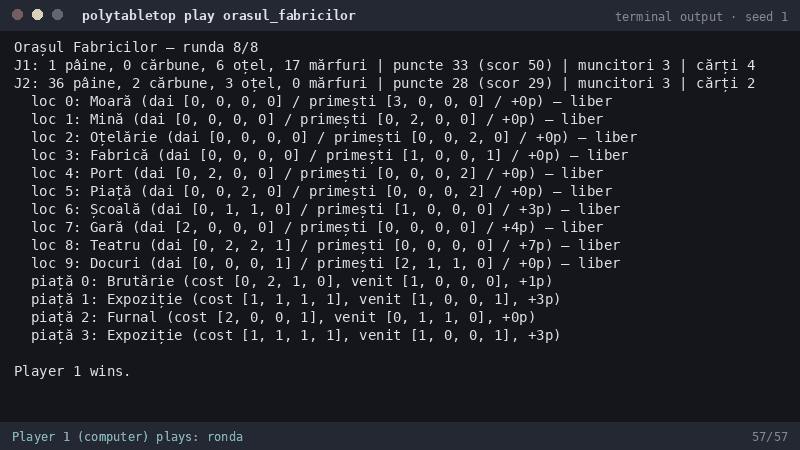 polytabletop play orasul_fabricilor
terminal output · seed 1
Orașul Fabricilor — runda 8/8
J1: 1 pâine, 0 cărbune, 6 oțel, 17 mărfuri | puncte 33 (scor 50) | muncitori 3 | cărți 4
J2: 36 pâine, 2 cărbune, 3 oțel, 0 mărfuri | puncte 28 (scor 29) | muncitori 3 | cărți 2
loc 0: Moară (dai [0, 0, 0, 0] / primești [3, 0, 0, 0] / +0p) — liber
loc 1: Mină (dai [0, 0, 0, 0] / primești [0, 2, 0, 0] / +0p) — liber
loc 2: Oțelărie (dai [0, 0, 0, 0] / primești [0, 0, 2, 0] / +0p) — liber
loc 3: Fabrică (dai [0, 0, 0, 0] / primești [1, 0, 0, 1] / +0p) — liber
loc 4: Port (dai [0, 2, 0, 0] / primești [0, 0, 0, 2] / +0p) — liber
loc 5: Piață (dai [0, 0, 2, 0] / primești [0, 0, 0, 2] / +0p) — liber
loc 6: Școală (dai [0, 1, 1, 0] / primești [1, 0, 0, 0] / +3p) — liber
loc 7: Gară (dai [2, 0, 0, 0] / primești [0, 0, 0, 0] / +4p) — liber
loc 8: Teatru (dai [0, 2, 2, 1] / primești [0, 0, 0, 0] / +7p) — liber
loc 9: Docuri (dai [0, 0, 0, 1] / primești [2, 1, 1, 0] / +0p) — liber
piață 0: Brutărie (cost [0, 2, 1, 0], venit [1, 0, 0, 0], +1p)
piață 1: Expoziție (cost [1, 1, 1, 1], venit [1, 0, 0, 1], +3p)
piață 2: Furnal (cost [2, 0, 0, 1], venit [0, 1, 1, 0], +0p)
piață 3: Expoziție (cost [1, 1, 1, 1], venit [1, 0, 0, 1], +3p)
Player 1 wins.
Player 1 (computer) plays: ronda
57/57